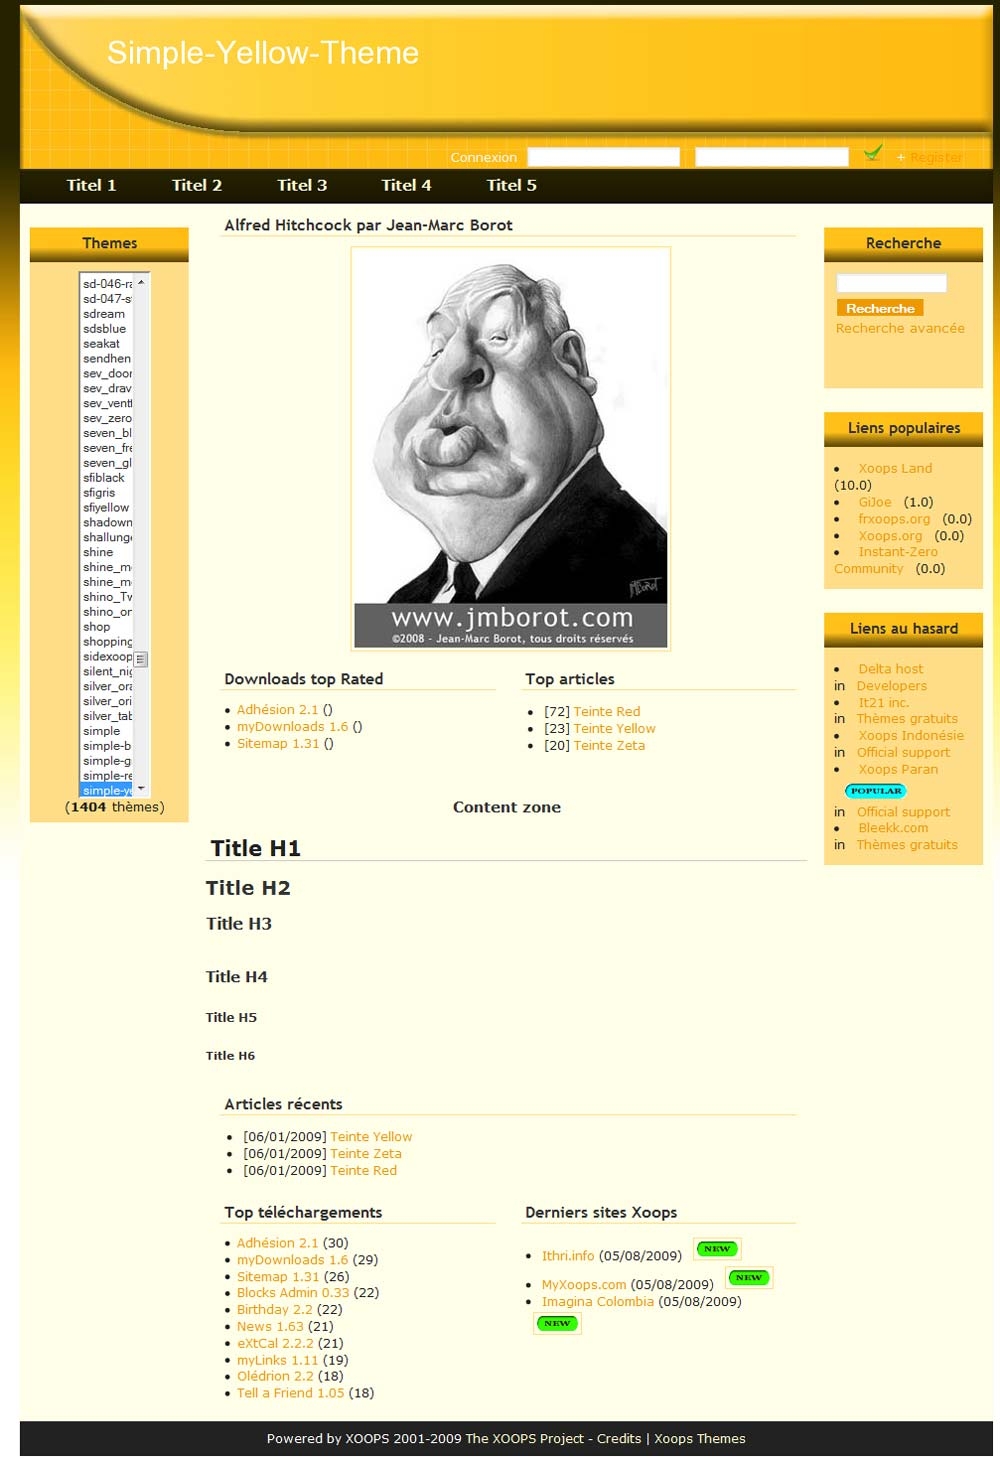 Simple-Yellow-Theme
Connexion
+ Register
Titel 1 Titel 2 Titel 3 Titel 4 Titel 5
Themes
sd-046-ra
sd-047-st
sdream
sdsblue
seakat
sendhen
sev_door
sev_drav
sev_vent
sev_zero
seven_bl
seven_fre
seven_gl
sfiblack
sfigris
sfiyellow
shadown
shallunge
shine
shine_m
shine_m
shino_Tw
shino_or
shop
shopping
sidexoop
silent_nig
silver_ora
silver_ori
silver_tab
simple
simple-b
simple-g
simple-re
simple-ye
(1404 thèmes)
Alfred Hitchcock par Jean-Marc Borot
www.jmborot.com
©2008 - Jean-Marc Borot, tous droits réservés
Downloads top Rated
• Adhésion 2.1 ()
• myDownloads 1.6 ()
• Sitemap 1.31 ()
Top articles
• [72] Teinte Red
• [23] Teinte Yellow
• [20] Teinte Zeta
Content zone
Title H1
Title H2
Title H3
Title H4
Title H5
Title H6
Articles récents
• [06/01/2009] Teinte Yellow
• [06/01/2009] Teinte Zeta
• [06/01/2009] Teinte Red
Top téléchargements
• Adhésion 2.1 (30)
• myDownloads 1.6 (29)
• Sitemap 1.31 (26)
• Blocks Admin 0.33 (22)
• Birthday 2.2 (22)
• News 1.63 (21)
• eXtCal 2.2.2 (21)
• myLinks 1.11 (19)
• Olédrion 2.2 (18)
• Tell a Friend 1.05 (18)
Derniers sites Xoops
• Ithri.info (05/08/2009) NEW
• MyXoops.com (05/08/2009) NEW
• Imagina Colombia (05/08/2009)
NEW
Recherche
Recherche
Recherche avancée
Liens populaires
• Xoops Land
(10.0)
• GiJoe (1.0)
• frxoops.org (0.0)
• Xoops.org (0.0)
• Instant-Zero
Community (0.0)
Liens au hasard
• Delta host
in Developers
• It21 inc.
in Thèmes gratuits
• Xoops Indonésie
in Official support
• Xoops Paran
POPULAR
in Official support
• Bleekk.com
in Thèmes gratuits
Powered by XOOPS 2001-2009 The XOOPS Project - Credits | Xoops Themes